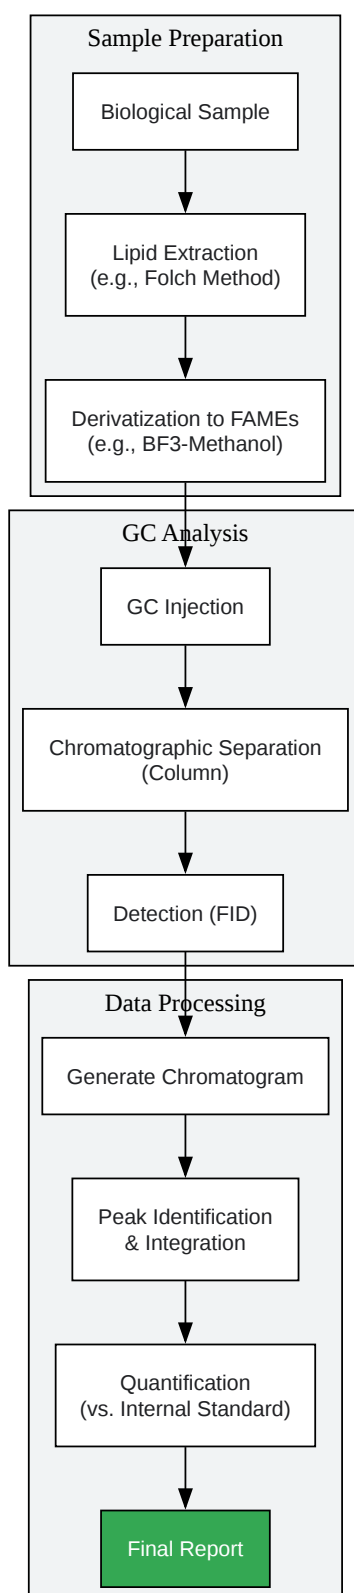 Sample Preparation
Biological Sample
Lipid Extraction
(e.g., Folch Method)
Derivatization to FAMEs
(e.g., BF3-Methanol)
GC Analysis
GC Injection
Chromatographic Separation
(Column)
Detection (FID)
Data Processing
Generate Chromatogram
Peak Identification
& Integration
Quantification
(vs. Internal Standard)
Final Report